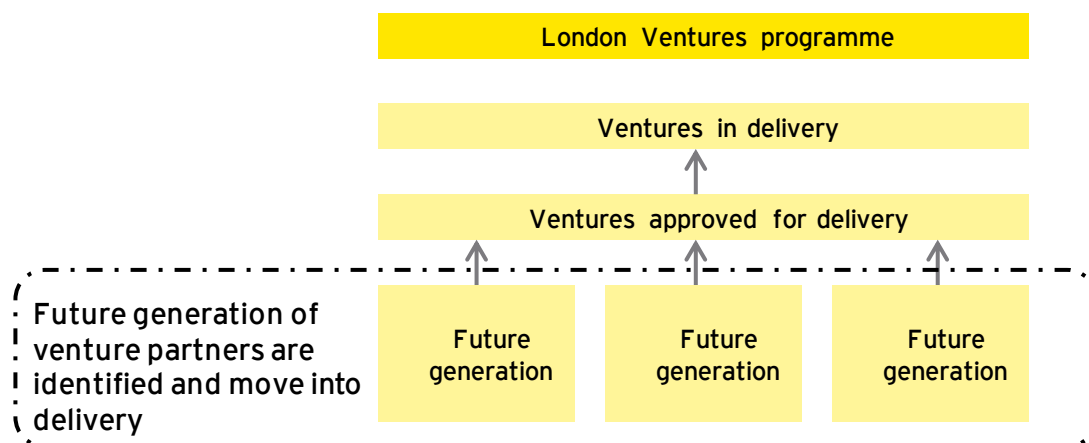 London Ventures programme
Ventures in delivery
Ventures approved for delivery
Future generation of
venture partners are
identified and move into
delivery
Future
generation
Future
generation
Future
generation